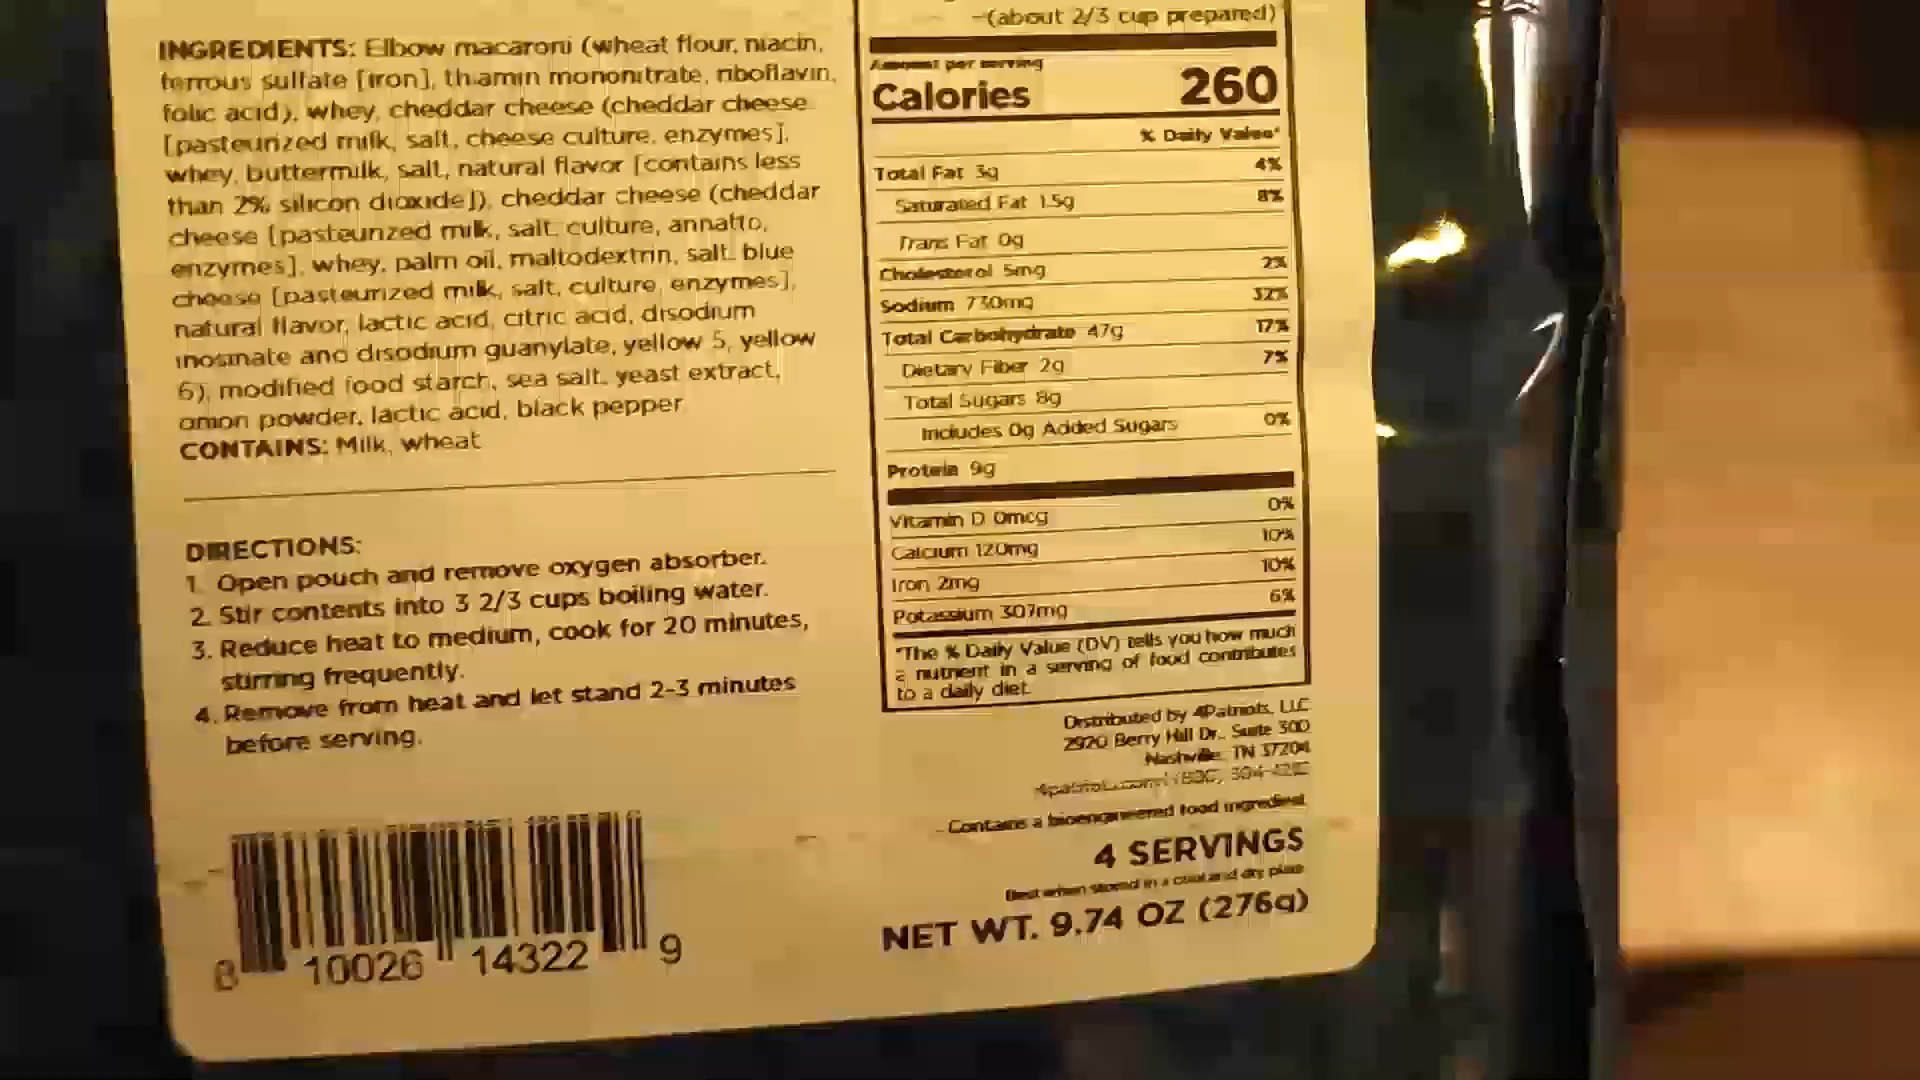 INGREDIENTS: Elbow macaroni (wheat flour, niacin,
ferrous sulfate [iron], thiamin mononitrate, riboflavin,
folic acid), whey, cheddar cheese (cheddar cheese
[pasteurized milk, salt, cheese culture, enzymes],
whey, buttermilk, salt, natural flavor [contains less
than 2% silicon dioxide]), cheddar cheese (cheddar
cheese [pasteurized milk, salt, culture, annatto,
enzymes], whey, palm oil, maltodextrin, salt, blue
cheese [pasteurized milk, salt, culture, enzymes],
natural flavor, lactic acid, citric acid, disodium
inosinate and disodium guanylate, yellow 5, yellow
6), modified food starch, sea salt, yeast extract,
onion powder, lactic acid, black pepper
CONTAINS: Milk, wheat
DIRECTIONS:
1. Open pouch and remove oxygen absorber.
2. Stir contents into 3 2/3 cups boiling water.
3. Reduce heat to medium, cook for 20 minutes,
stirring frequently.
4. Remove from heat and let stand 2-3 minutes
before serving.
8 10026 14322 9
(about 2/3 cup prepared)
Amount per serving
Calories 260
% Daily Value*
Total Fat 3g 4%
Saturated Fat 1.5g 8%
Trans Fat 0g
Cholesterol 5mg 2%
Sodium 730mg 32%
Total Carbohydrate 47g 17%
Dietary Fiber 2g 7%
Total Sugars 8g
Includes 0g Added Sugars 0%
Protein 9g
Vitamin D 0mcg 0%
Calcium 120mg 10%
Iron 2mg 10%
Potassium 307mg 6%
*The % Daily Value (DV) tells you how much
a nutrient in a serving of food contributes
to a daily diet.
Distributed by 4Patriots, LLC
2920 Berry Hill Dr., Suite 300
Nashville, TN 37204
Contains a bioengineered food ingredient
4 SERVINGS
Best when stored in a cool and dry place
NET WT. 9.74 OZ (276g)